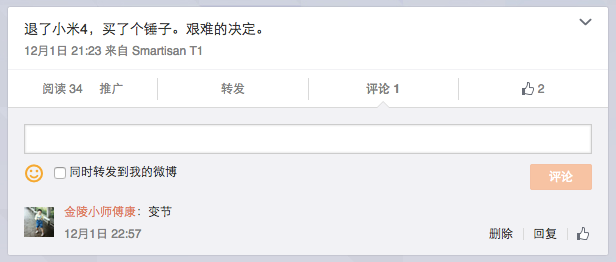 退了小米4，买了个锤子。艰难的决定。
12月1日 21:23 来自 Smartisan T1
阅读 34 推广 转发 评论 1 2
同时转发到我的微博 评论
金陵小师傅康：变节
12月1日 22:57 删除 回复